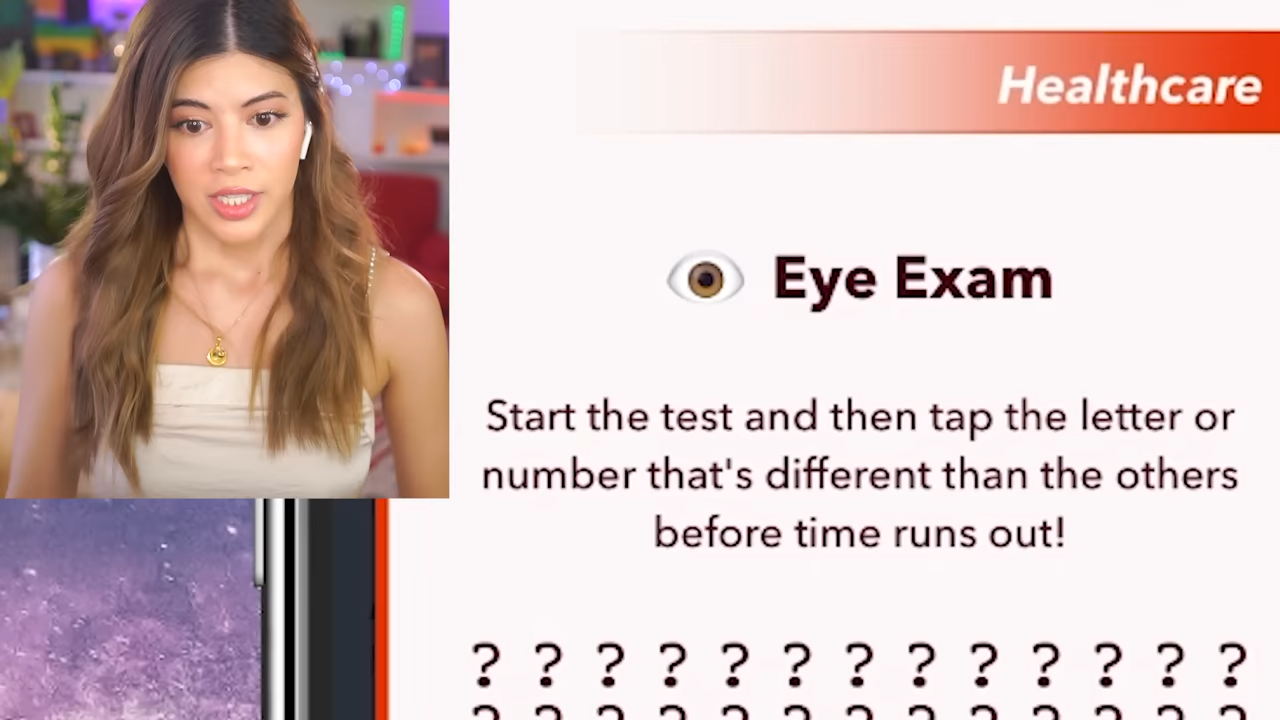 Healthcare
Eye Exam
Start the test and then tap the letter or
number that's different than the others
before time runs out!
? ? ? ? ? ? ? ? ? ? ? ? ?
? ? ? ? ? ? ? ? ? ? ? ? ?